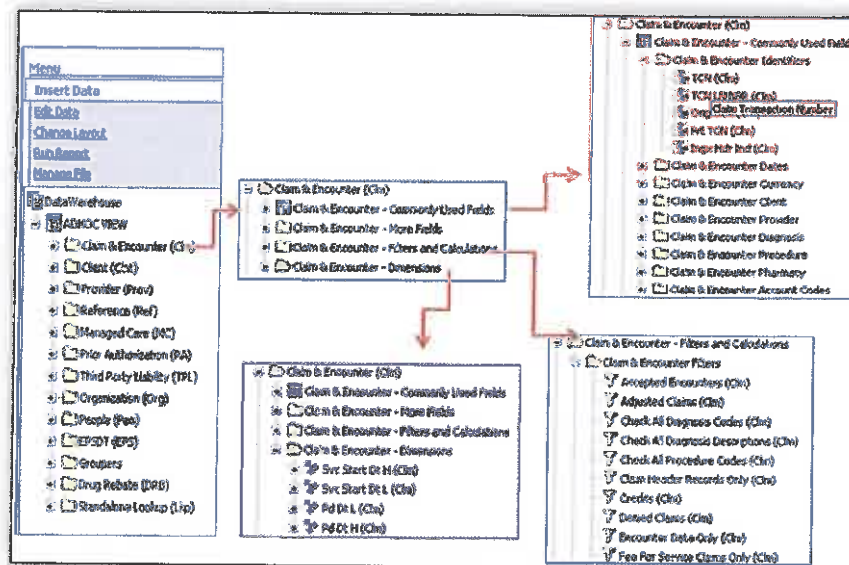 Menu
Insert Data
Edit Data
Change Layout
Run Report
Manage File
DataWarehouse
ADHOC VIEW
Claim & Encounter (Clm)
Client (Clnt)
Provider (Prov)
Reference (Ref)
Managed Care (MC)
Prior Authorization (PA)
Third Party Liability (TPL)
Organization (Org)
People (Peo)
EPSDT (EPS)
Groupers
Drug Rebate (DRB)
Standalone Lookup (Lkp)
Claim & Encounter (Clm)
Claim & Encounter - Commonly Used Fields
Claim & Encounter - More Fields
Claim & Encounter - Filters and Calculations
Claim & Encounter - Dimensions
Claim & Encounter (Clm)
Claim & Encounter - Commonly Used Fields
Claim & Encounter - More Fields
Claim & Encounter - Filters and Calculations
Claim & Encounter - Dimensions
Svc Start Dt H (Clm)
Svc Start Dt L (Clm)
Pd Dt L (Clm)
Pd Dt H (Clm)
Claim & Encounter (Clm)
Claim & Encounter - Commonly Used Field
Claim & Encounter Identifiers
TCN (Clm)
TCN (Clm)
Claim Transaction Number
TCN (Clm)
Ind (Clm)
Claim & Encounter Dates
Claim & Encounter Currency
Claim & Encounter Client
Claim & Encounter Provider
Claim & Encounter Diagnosis
Claim & Encounter Procedure
Claim & Encounter Pharmacy
Claim & Encounter Account Codes
Claim & Encounter - Filters and Calculations
Claim & Encounter Filters
Accepted Encounters (Clm)
Adjusted Claims (Clm)
Check All Diagnosis Codes (Clm)
Check All Diagnosis Descriptions (Clm)
Check All Procedure Codes (Clm)
Claim Header Records Only (Clm)
Credits (Clm)
Denied Claims (Clm)
Encounter Data Only (Clm)
Fee For Service Claims Only (Clm)